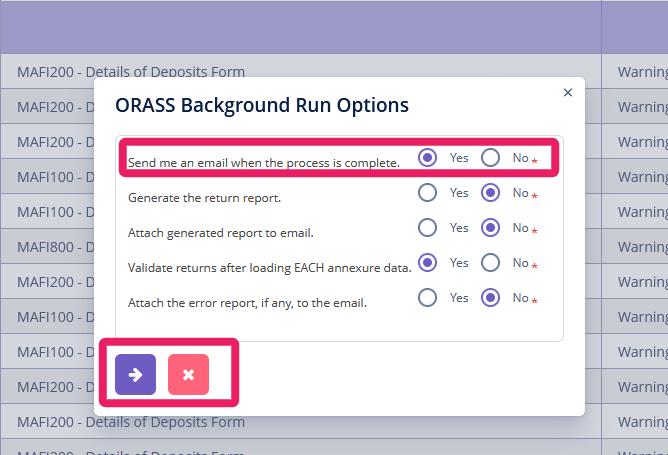 MAFI200 - Details of Deposits Form Warning
ORASS Background Run Options ×
MAFI200 - D Warning
MAFI200 - D Warning
Send me an email when the process is complete. Yes No *
MAFI100 - D Warning
Generate the return report. Yes No *
MAFI100 - D Warning
Attach generated report to email. Yes No *
MAFI800 - D Warning
Validate returns after loading EACH annexure data. Yes No *
MAFI200 - D Warning
Attach the error report, if any, to the email. Yes No *
MAFI100 - D Warning
MAFI100 - D Warning
MAFI200 - D Warning
MAFI200 - Details of Deposits Form Warning
MAFI200 - Details of Deposits Form Warning